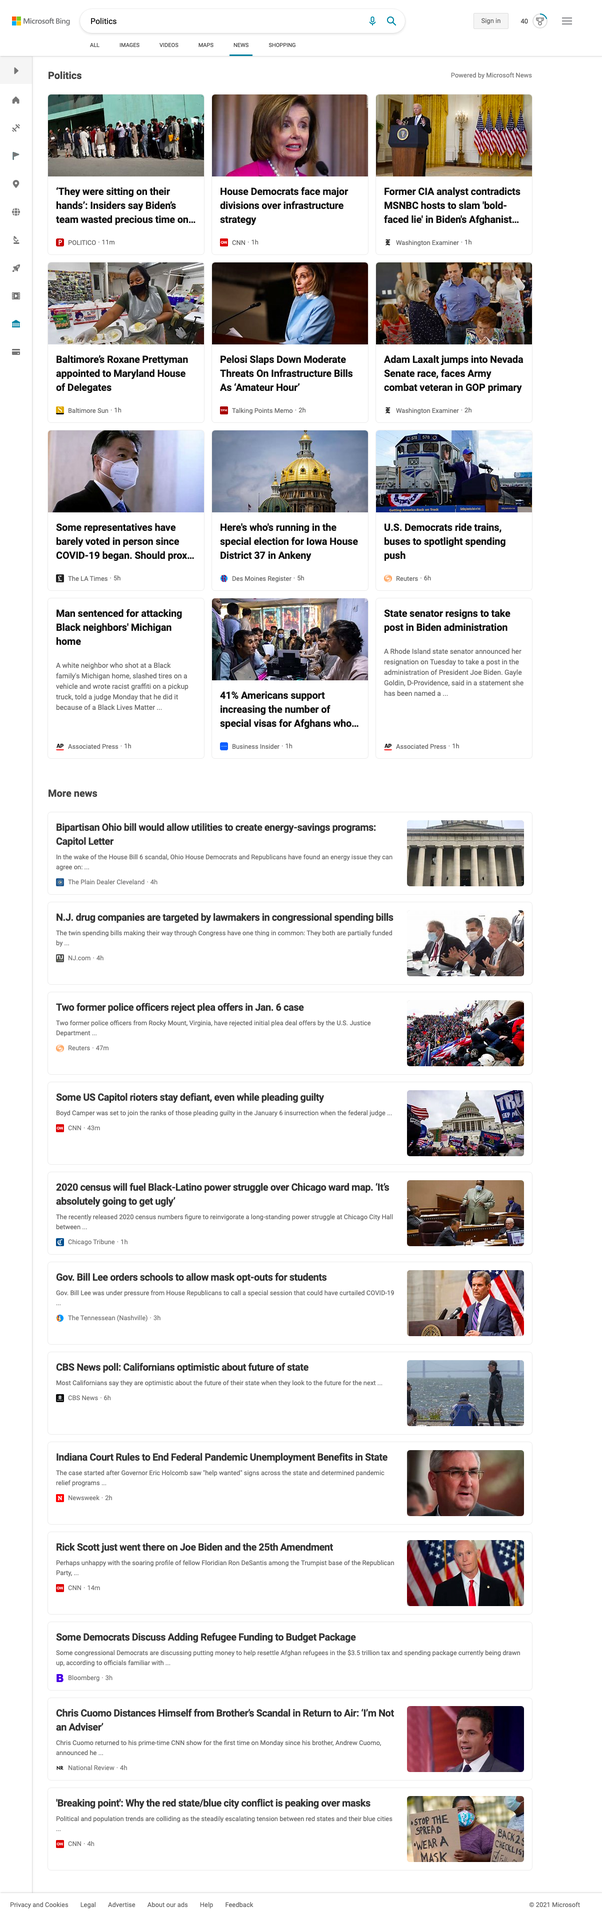 Microsoft Bing
Politics
Sign in
40
ALL
IMAGES
VIDEOS
MAPS
NEWS
SHOPPING
Politics
Powered by Microsoft News
‘They were sitting on their
hands’: Insiders say Biden’s
team wasted precious time on...
POLITICO · 11m
House Democrats face major
divisions over infrastructure
strategy
CNN · 1h
Former CIA analyst contradicts
MSNBC hosts to slam 'bold-
faced lie' in Biden's Afghanist...
Washington Examiner · 1h
Baltimore’s Roxane Prettyman
appointed to Maryland House
of Delegates
Baltimore Sun · 1h
Pelosi Slaps Down Moderate
Threats On Infrastructure Bills
As ‘Amateur Hour’
Talking Points Memo · 2h
Adam Laxalt jumps into Nevada
Senate race, faces Army
combat veteran in GOP primary
Washington Examiner · 2h
Some representatives have
barely voted in person since
COVID-19 began. Should prox...
The LA Times · 5h
Here's who's running in the
special election for Iowa House
District 37 in Ankeny
Des Moines Register · 5h
U.S. Democrats ride trains,
buses to spotlight spending
push
Reuters · 6h
Man sentenced for attacking
Black neighbors' Michigan
home
A white neighbor who shot at a Black
family's Michigan home, slashed tires on a
vehicle and wrote racist graffiti on a pickup
truck, told a judge Monday that he did it
because of a Black Lives Matter ...
Associated Press · 1h
41% Americans support
increasing the number of
special visas for Afghans who...
Business Insider · 1h
State senator resigns to take
post in Biden administration
A Rhode Island state senator announced her
resignation on Tuesday to take a post in the
administration of President Joe Biden. Gayle
Goldin, D-Providence, said in a statement she
has been named a ...
Associated Press · 1h
More news
Bipartisan Ohio bill would allow utilities to create energy-savings programs:
Capitol Letter
In the wake of the House Bill 6 scandal, Ohio House Democrats and Republicans have found an energy issue they can
agree on: ...
The Plain Dealer Cleveland · 4h
N.J. drug companies are targeted by lawmakers in congressional spending bills
The twin spending bills making their way through Congress have one thing in common: They both are partially funded
by ...
NJ.com · 4h
Two former police officers reject plea offers in Jan. 6 case
Two former police officers from Rocky Mount, Virginia, have rejected initial plea deal offers by the U.S. Justice
Department ...
Reuters · 47m
Some US Capitol rioters stay defiant, even while pleading guilty
Boyd Camper was set to join the ranks of those pleading guilty in the January 6 insurrection when the federal judge ...
CNN · 43m
2020 census will fuel Black-Latino power struggle over Chicago ward map. ‘It’s
absolutely going to get ugly’
The recently released 2020 census numbers figure to reinvigorate a long-standing power struggle at Chicago City Hall
between ...
Chicago Tribune · 1h
Gov. Bill Lee orders schools to allow mask opt-outs for students
Gov. Bill Lee was under pressure from House Republicans to call a special session that could have curtailed COVID-19
...
The Tennessean (Nashville) · 3h
CBS News poll: Californians optimistic about future of state
Most Californians say they are optimistic about the future of their state when they look to the future for the next ...
CBS News · 6h
Indiana Court Rules to End Federal Pandemic Unemployment Benefits in State
The case started after Governor Eric Holcomb saw "help wanted" signs across the state and determined pandemic
relief programs ...
Newsweek · 2h
Rick Scott just went there on Joe Biden and the 25th Amendment
Perhaps unhappy with the soaring profile of fellow Floridian Ron DeSantis among the Trumpist base of the Republican
Party, ...
CNN · 14m
Some Democrats Discuss Adding Refugee Funding to Budget Package
Some congressional Democrats are discussing putting money to help resettle Afghan refugees in the $3.5 trillion tax and spending package currently being drawn
up, according to officials familiar with ...
Bloomberg · 3h
Chris Cuomo Distances Himself from Brother's Scandal in Return to Air: ‘I’m Not
an Adviser’
Chris Cuomo returned to his prime-time CNN show for the first time on Monday since his brother, Andrew Cuomo,
announced he ...
National Review · 4h
'Breaking point': Why the red state/blue city conflict is peaking over masks
Political and population trends are colliding as the steadily escalating tension between red states and their blue cities
...
CNN · 4h
STOP THE
SPREAD
WEAR A
MASK
Privacy and Cookies
Legal
Advertise
About our ads
Help
Feedback
© 2021 Microsoft